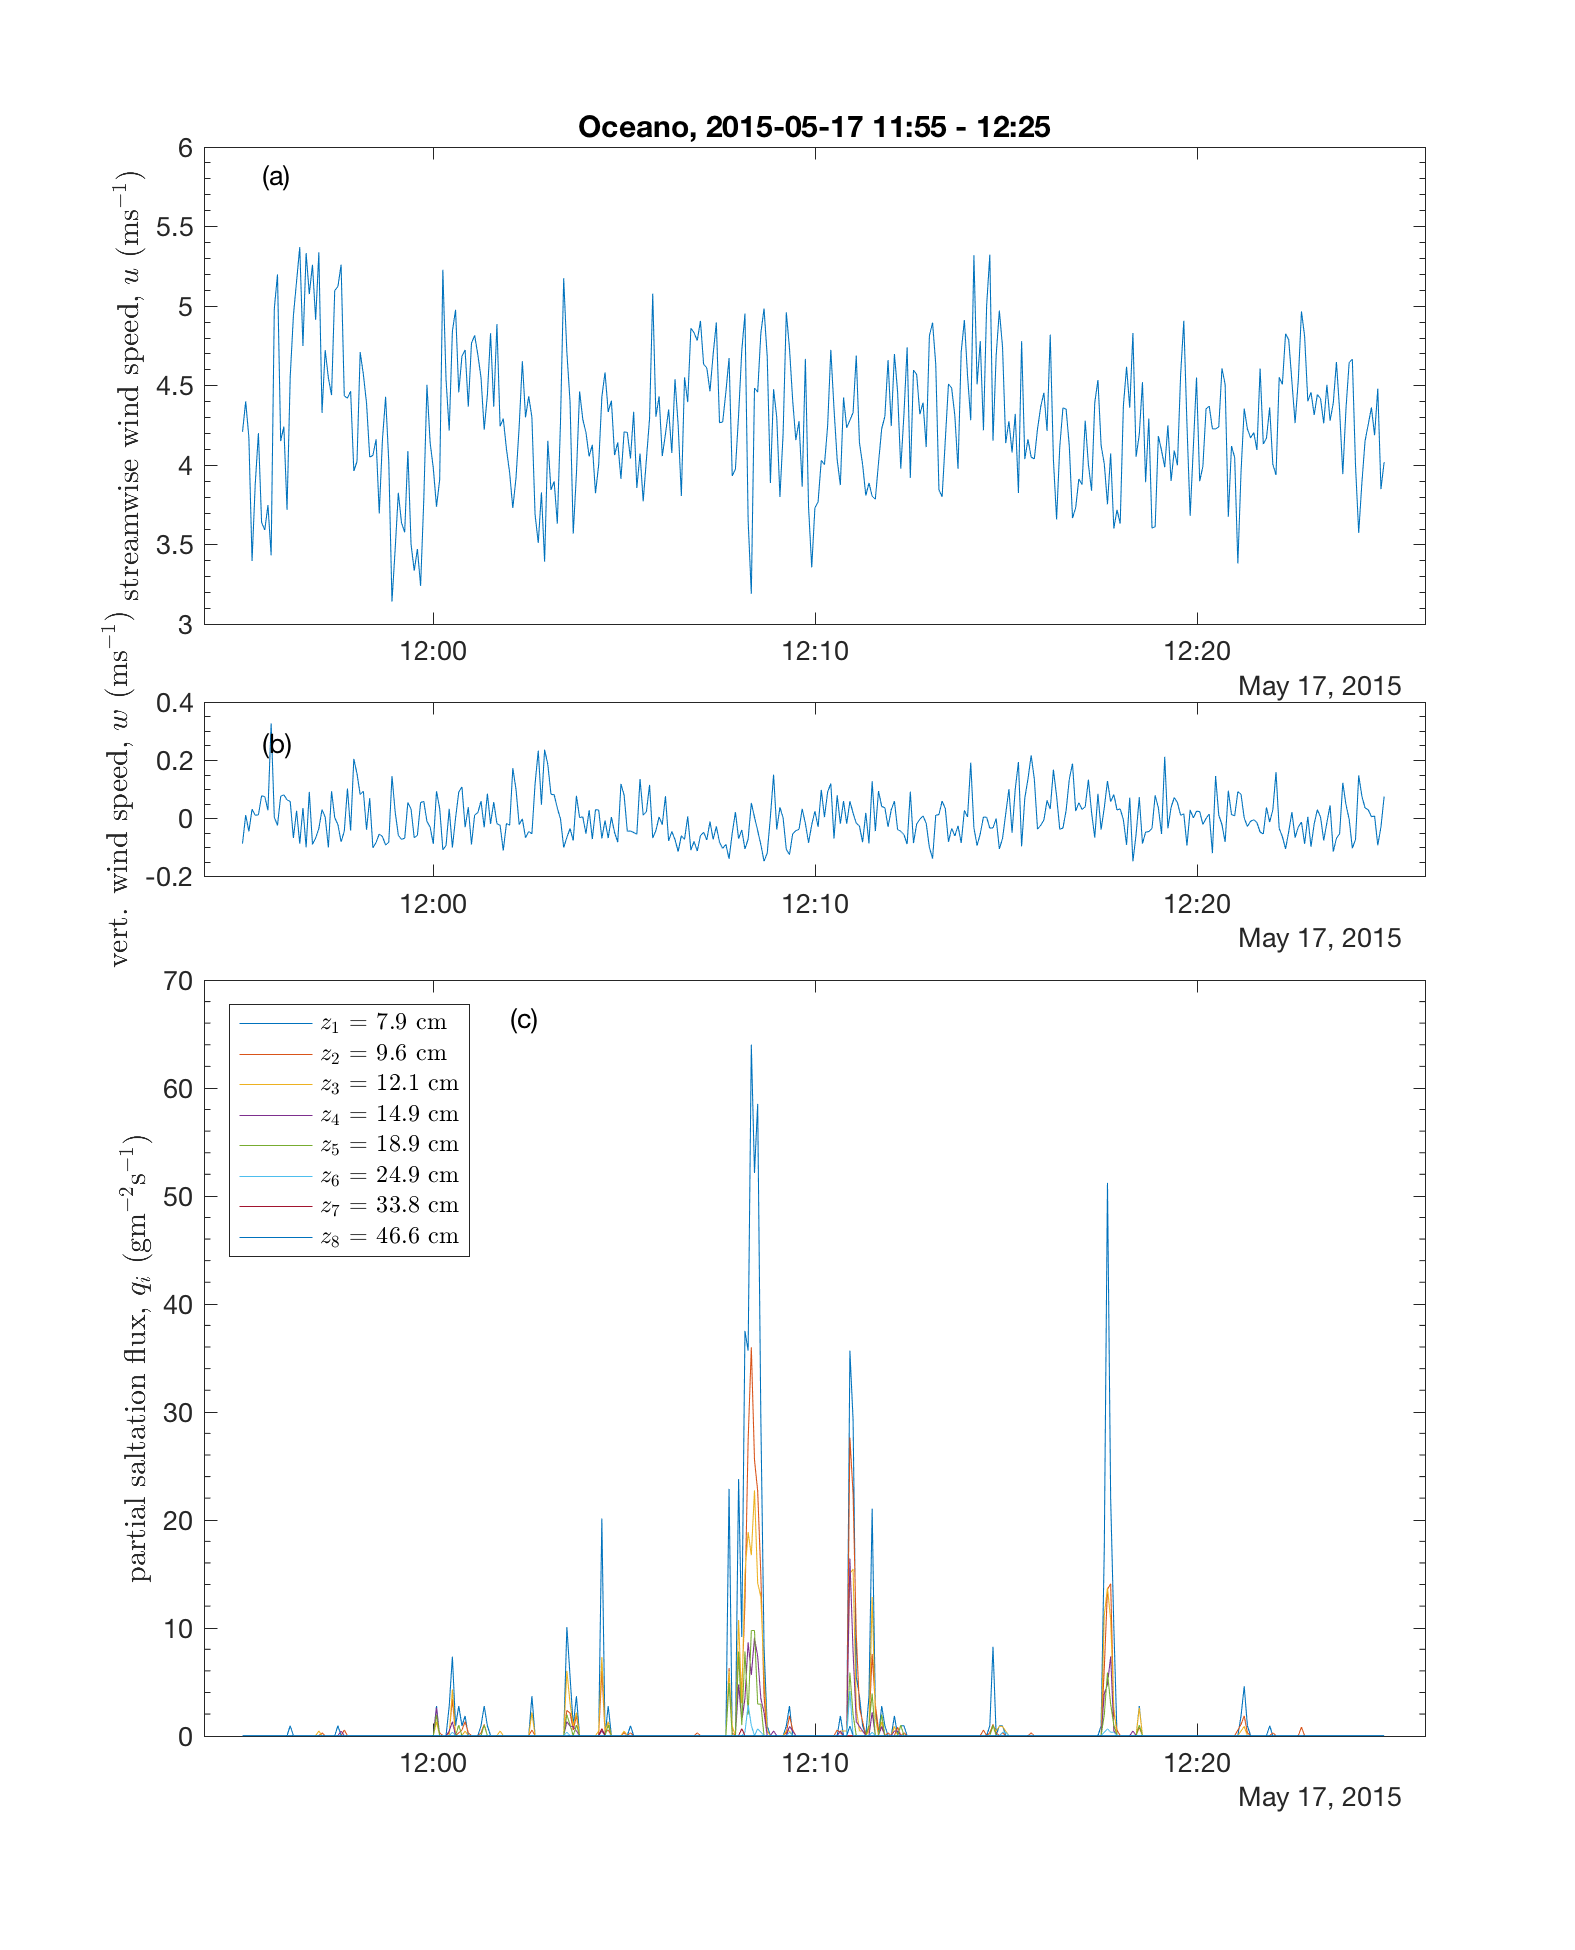 Oceano, 2015-05-17 11:55 - 12:25
streamwise wind speed, u (ms⁻¹)
(a)
6
5.5
5
4.5
4
3.5
3
12:00 12:10 12:20
May 17, 2015
vert. wind speed, w (ms⁻¹)
(b)
0.4
0.2
0
-0.2
12:00 12:10 12:20
May 17, 2015
partial saltation flux, qᵢ (gm⁻²s⁻¹)
(c)
70
60
50
40
30
20
10
0
z₁ = 7.9 cm
z₂ = 9.6 cm
z₃ = 12.1 cm
z₄ = 14.9 cm
z₅ = 18.9 cm
z₆ = 24.9 cm
z₇ = 33.8 cm
z₈ = 46.6 cm
12:00 12:10 12:20
May 17, 2015